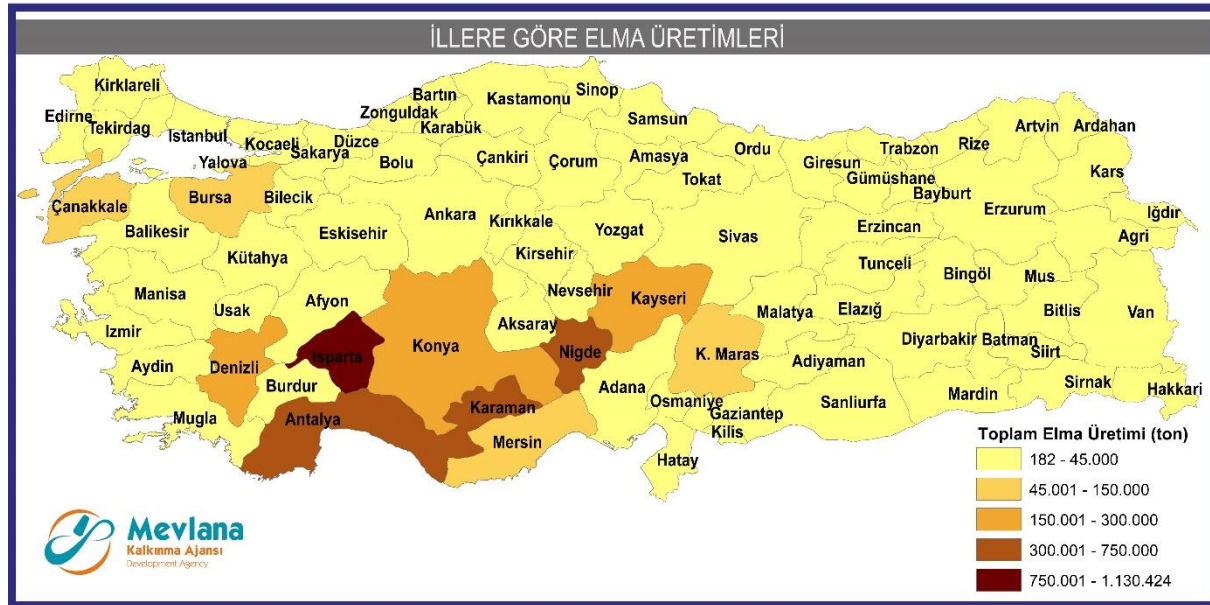 İLLERE GÖRE ELMA ÜRETİMLERİ
Kirklareli
Edirne
Tekirdag
Istanbul
Kocaeli
Yalova
Sakarya
Düzce
Zonguldak
Bartın
Karabük
Kastamonu
Sinop
Samsun
Bolu
Çankiri
Çorum
Amasya
Tokat
Ordu
Giresun
Trabzon
Gümüshane
Bayburt
Rize
Artvin
Ardahan
Kars
Çanakkale
Bursa
Bilecik
Balikesir
Kütahya
Eskisehir
Ankara
Kırıkkale
Kirsehir
Yozgat
Sivas
Erzincan
Erzurum
Iğdır
Agri
Tunceli
Bingöl
Mus
Manisa
Usak
Afyon
Nevsehir
Kayseri
Malatya
Elazığ
Bitlis
Van
Izmir
Aydin
Denizli
Isparta
Konya
Aksaray
Nigde
K. Maras
Adiyaman
Diyarbakir
Batman
Siirt
Burdur
Mugla
Antalya
Karaman
Mersin
Adana
Osmaniye
Gaziantep
Kilis
Sanliurfa
Mardin
Sirnak
Hakkari
Hatay
Toplam Elma Üretimi (ton)
182 - 45.000
45.001 - 150.000
150.001 - 300.000
300.001 - 750.000
750.001 - 1.130.424
Mevlana
Kalkınma Ajansı
Development Agency